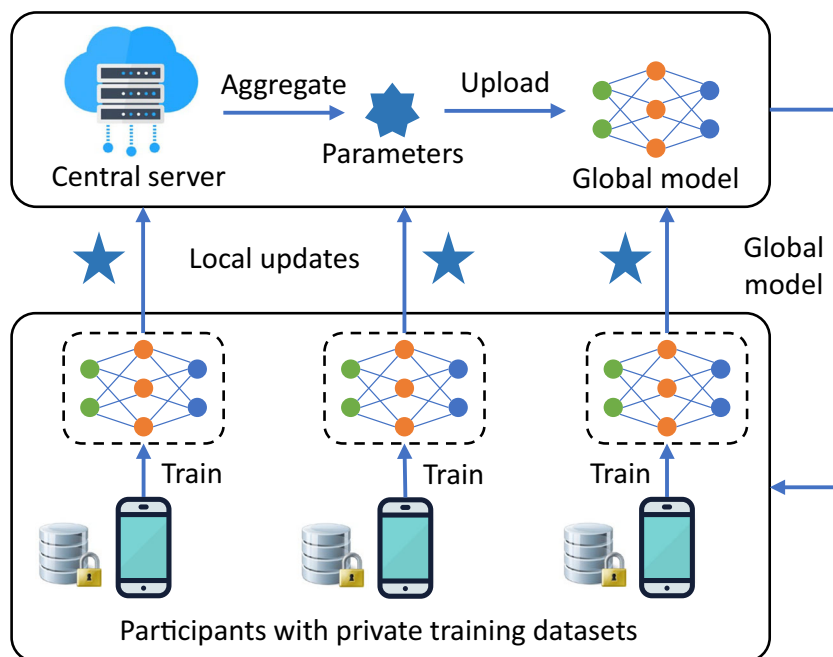 Aggregate
Upload
Parameters
Central server
Global model
Local updates
Global
model
Train
Train
Train
Participants with private training datasets